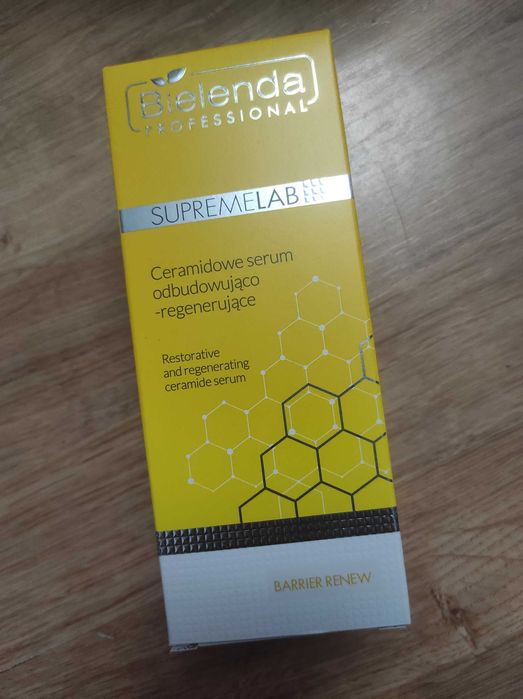 Bielenda
PROFESSIONAL
SUPREMELAB
Ceramidowe serum
odbudowująco
-regenerujące
Restorative
and regenerating
ceramide serum
BARRIER RENEW